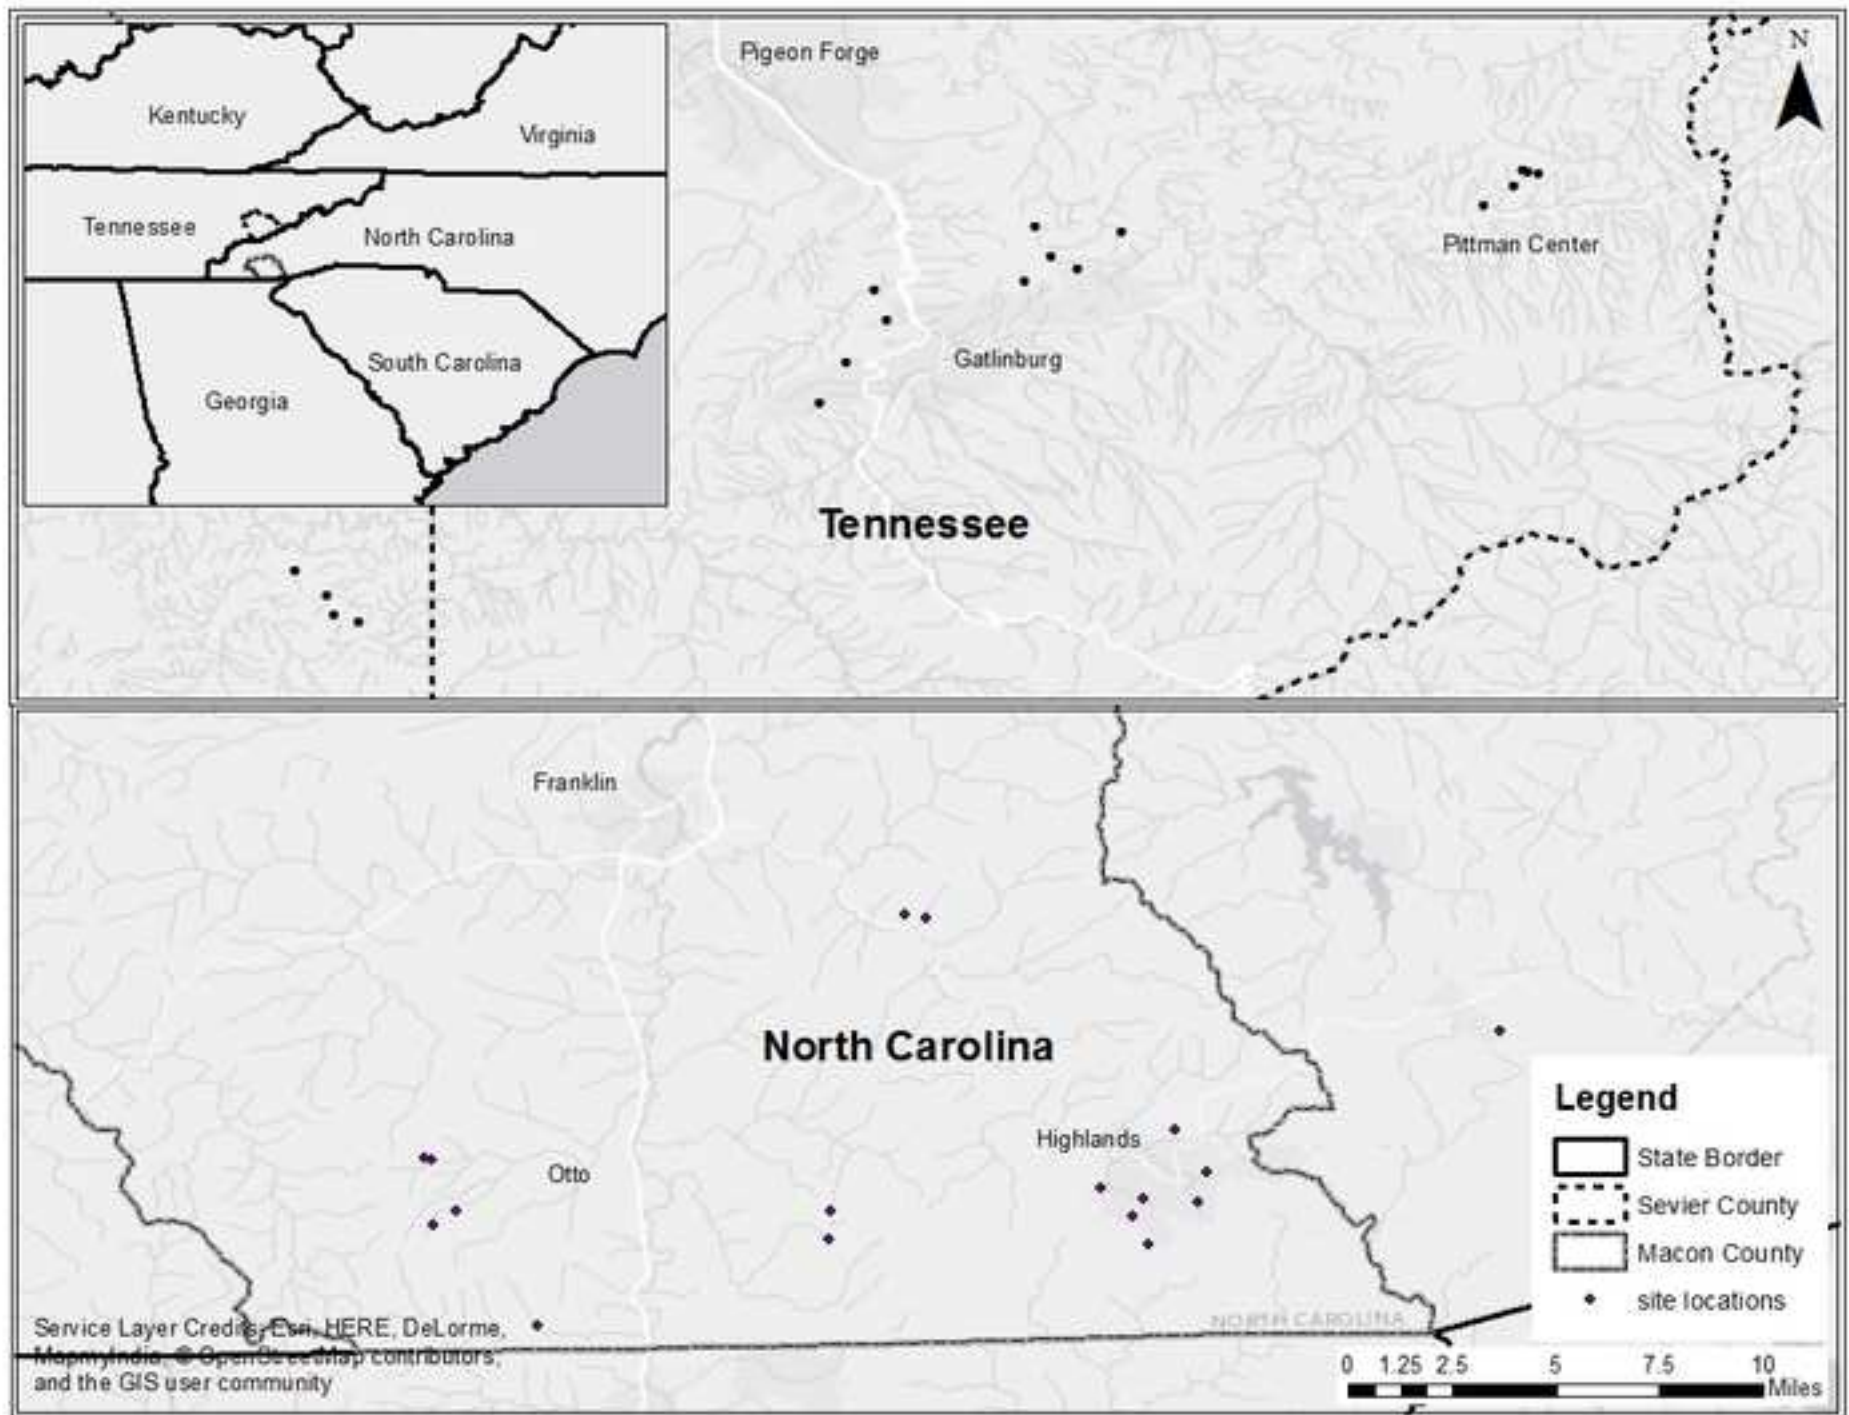 Kentucky
Virginia
Tennessee
North Carolina
South Carolina
Georgia
Pigeon Forge
N
Pittman Center
Gatlinburg
Tennessee
Franklin
North Carolina
Highlands
Otto
NORTH CAROLINA
Legend
State Border
Sevier County
Macon County
site locations
Service Layer Credits: Esri, HERE, DeLorme,
MapmyIndia, © OpenStreetMap contributors,
and the GIS user community
0 1.25 2.5 5 7.5 10
Miles